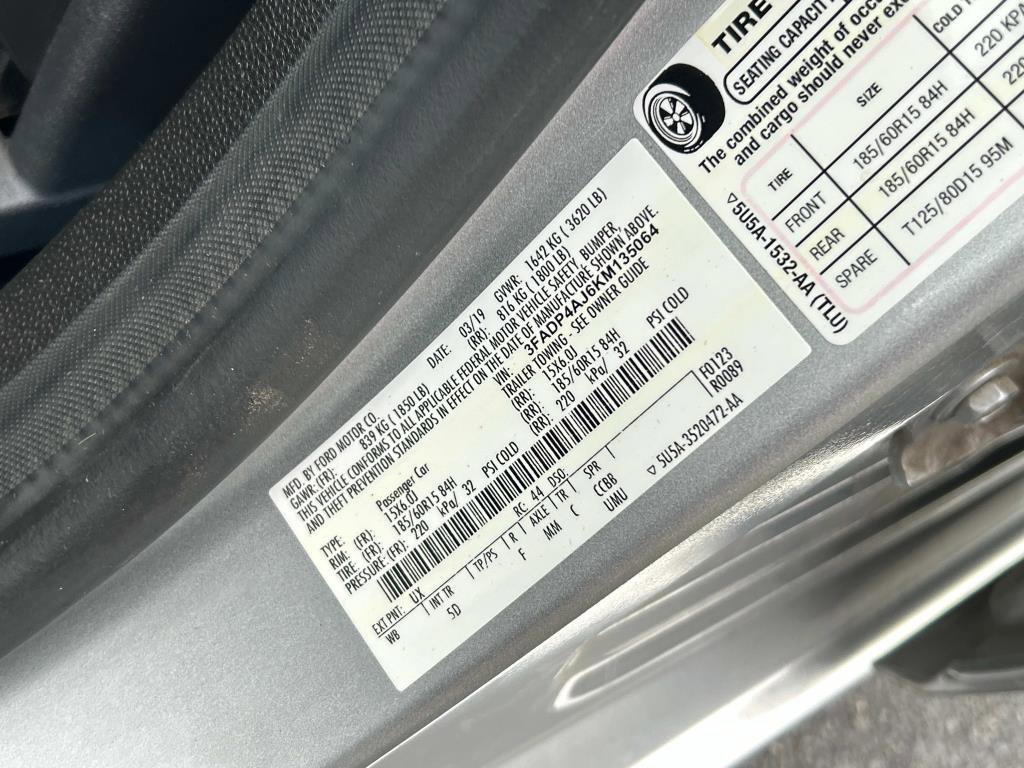 MFD. BY FORD MOTOR CO.
DATE: 03/19 GVWR: 1642 KG ( 3620 LB)
GAWR: (FR): 839 KG ( 1850 LB) (RR): 816 KG ( 1800 LB)
THIS VEHICLE CONFORMS TO ALL APPLICABLE FEDERAL MOTOR VEHICLE SAFETY, BUMPER,
AND THEFT PREVENTION STANDARDS IN EFFECT ON THE DATE OF MANUFACTURE SHOWN ABOVE.
VIN: 3FADP4AJ6KM135064
TYPE: Passenger Car TRAILER TOWING - SEE OWNER GUIDE
RIM: (FR): 15X6.0J (RR): 15X6.0J
TIRE: (FR): 185/60R15 84H (RR): 185/60R15 84H
PRESSURE: (FR): 220 kPa/ 32 PSI COLD (RR): 220 kPa/ 32 PSI COLD
EXT PNT: UX RC: 44 DSO: F0123
R0089
WB INT TR TP/PS R AXLE TR SPR
5D F MM C CCBB
UMU
▽5U5A-3520472-AA
TIRE
SEATING CAPACITY
The combined weight of occu
and cargo should never exc
TIRE SIZE COLD
FRONT 185/60R15 84H 220 KPA
REAR 185/60R15 84H 220
SPARE T125/80D15 95M
▽5U5A-1532-AA (TLU)